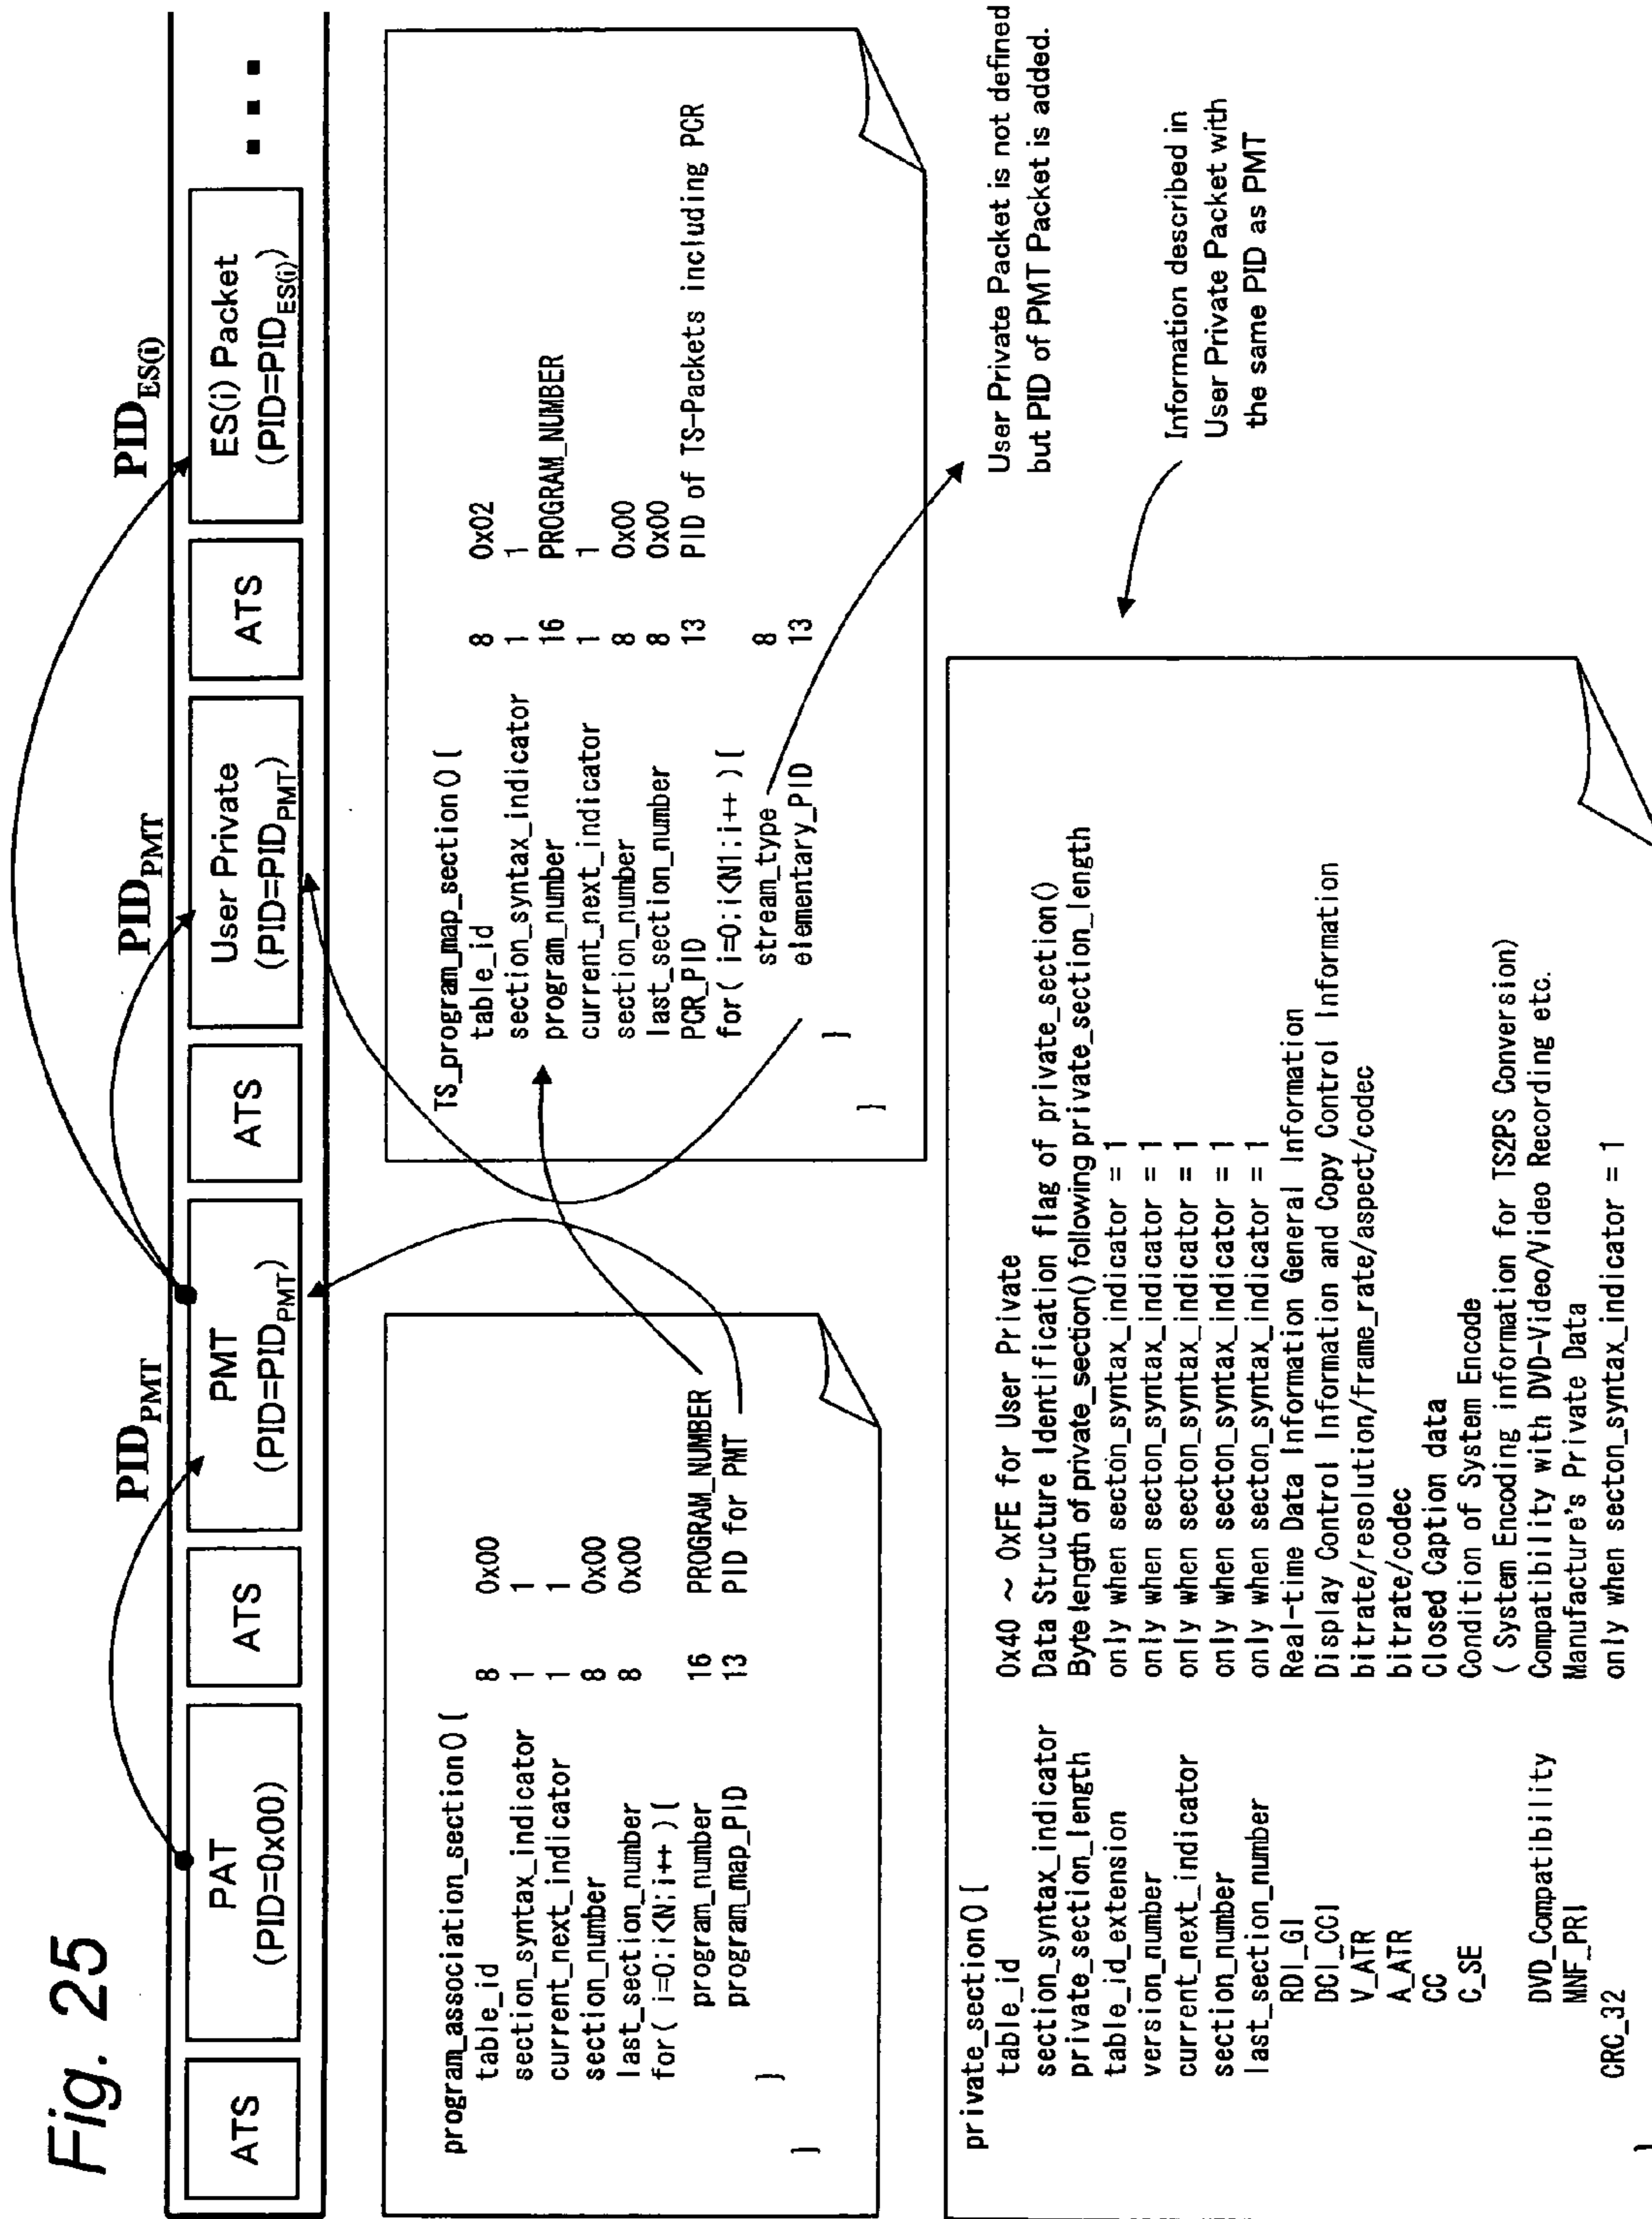 Fig. 25
PID_PMT
PID_PMT
PID_ES(i)
ATS
PAT
(PID=0x00)
ATS
PMT
(PID=PID_PMT)
ATS
User Private
(PID=PID_PMT)
ATS
ES(i) Packet
(PID=PID_ES(i))
...
program_association_section() {
table_id 8 0x00
section_syntax_indicator 1 1
current_next_indicator 1 1
section_number 8 0x00
last_section_number 8 0x00
for( i=0;i<N;i++ ) {
program_number 16 PROGRAM_NUMBER
program_map_PID 13 PID for PMT
}
}
TS_program_map_section() {
table_id 8 0x02
section_syntax_indicator 1 1
program_number 16 PROGRAM_NUMBER
current_next_indicator 1 1
section_number 8 0x00
last_section_number 8 0x00
PCR_PID 13 PID of TS-Packets including PCR
for( i=0;i<N1;i++ ) {
stream_type 8
elementary_PID 13
}
}
User Private Packet is not defined
but PID of PMT Packet is added.
Information described in
User Private Packet with
the same PID as PMT
private_section() {
table_id 0x40 ~ 0xFE for User Private
section_syntax_indicator Data Structure Identification flag of private_section()
private_section_length Byte length of private_section() following private_section_length
table_id_extension only when secton_syntax_indicator = 1
version_number only when secton_syntax_indicator = 1
current_next_indicator only when secton_syntax_indicator = 1
section_number only when secton_syntax_indicator = 1
last_section_number only when secton_syntax_indicator = 1
RDI_GI Real-time Data Information General Information
DCI_CCI Display Control Information and Copy Control Information
V_ATR bitrate/resolution/frame_rate/aspect/codec
A_ATR bitrate/codec
CC Closed Caption data
C_SE Condition of System Encode
( System Encoding information for TS2PS Conversion)
DVD_Compatibility Compatibility with DVD-Video/Video Recording etc.
MNF_PRI Manufacture's Private Data
CRC_32 only when secton_syntax_indicator = 1
}